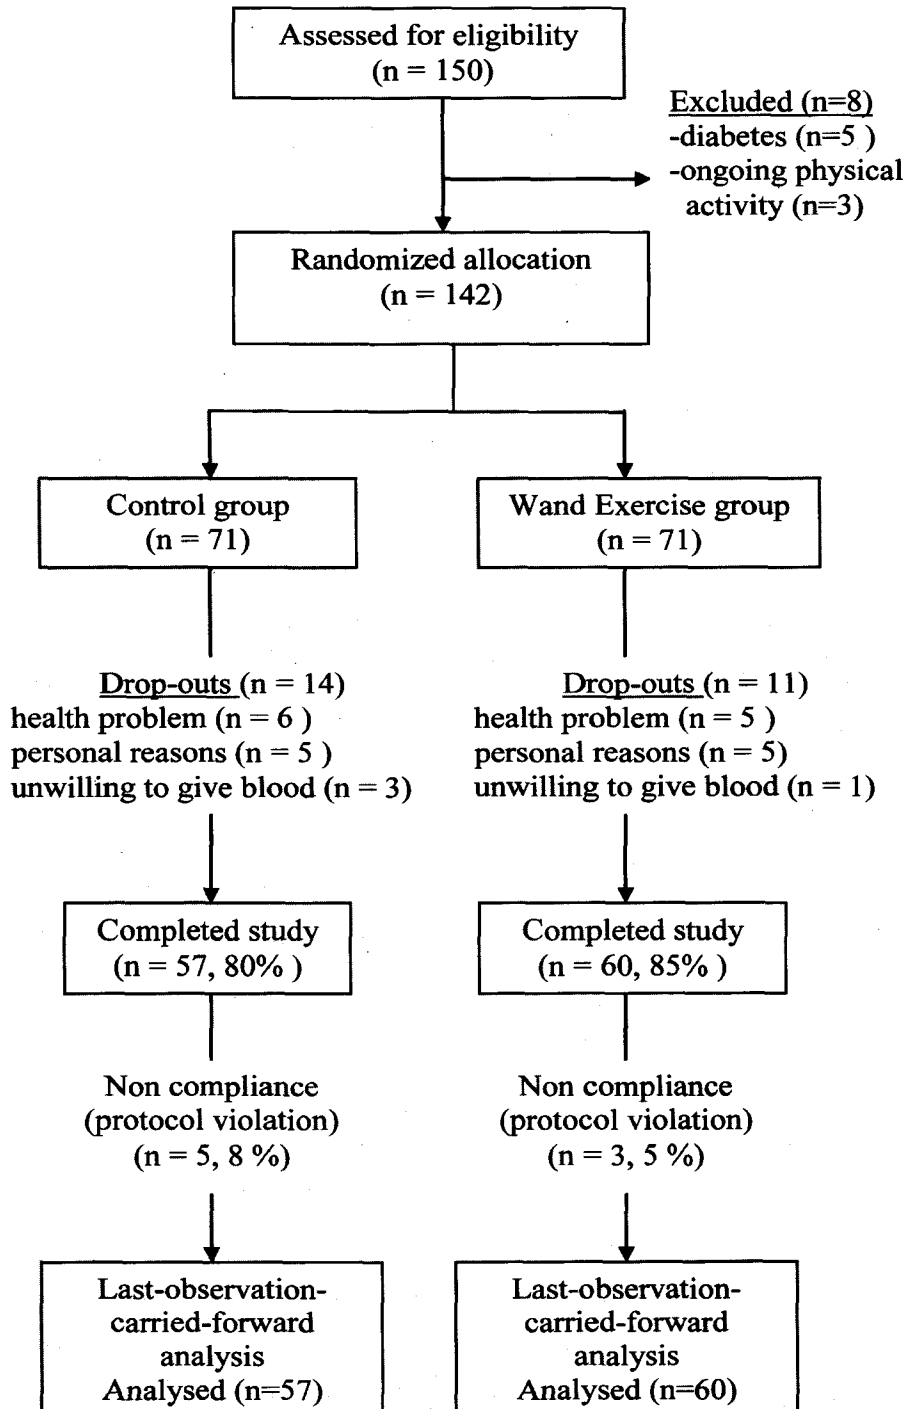 Assessed for eligibility
(n = 150)
Excluded (n=8)
-diabetes (n=5 )
-ongoing physical
activity (n=3)
Randomized allocation
(n = 142)
Control group
(n = 71)
Wand Exercise group
(n = 71)
Drop-outs (n = 14)
health problem (n = 6 )
personal reasons (n = 5 )
unwilling to give blood (n = 3)
Drop-outs (n = 11)
health problem (n = 5 )
personal reasons (n = 5)
unwilling to give blood (n = 1)
Completed study
(n = 57, 80% )
Completed study
(n = 60, 85% )
Non compliance
(protocol violation)
(n = 5, 8 %)
Non compliance
(protocol violation)
(n = 3, 5 %)
Last-observation-
carried-forward
analysis
Analysed (n=57)
Last-observation-
carried-forward
analysis
Analysed (n=60)